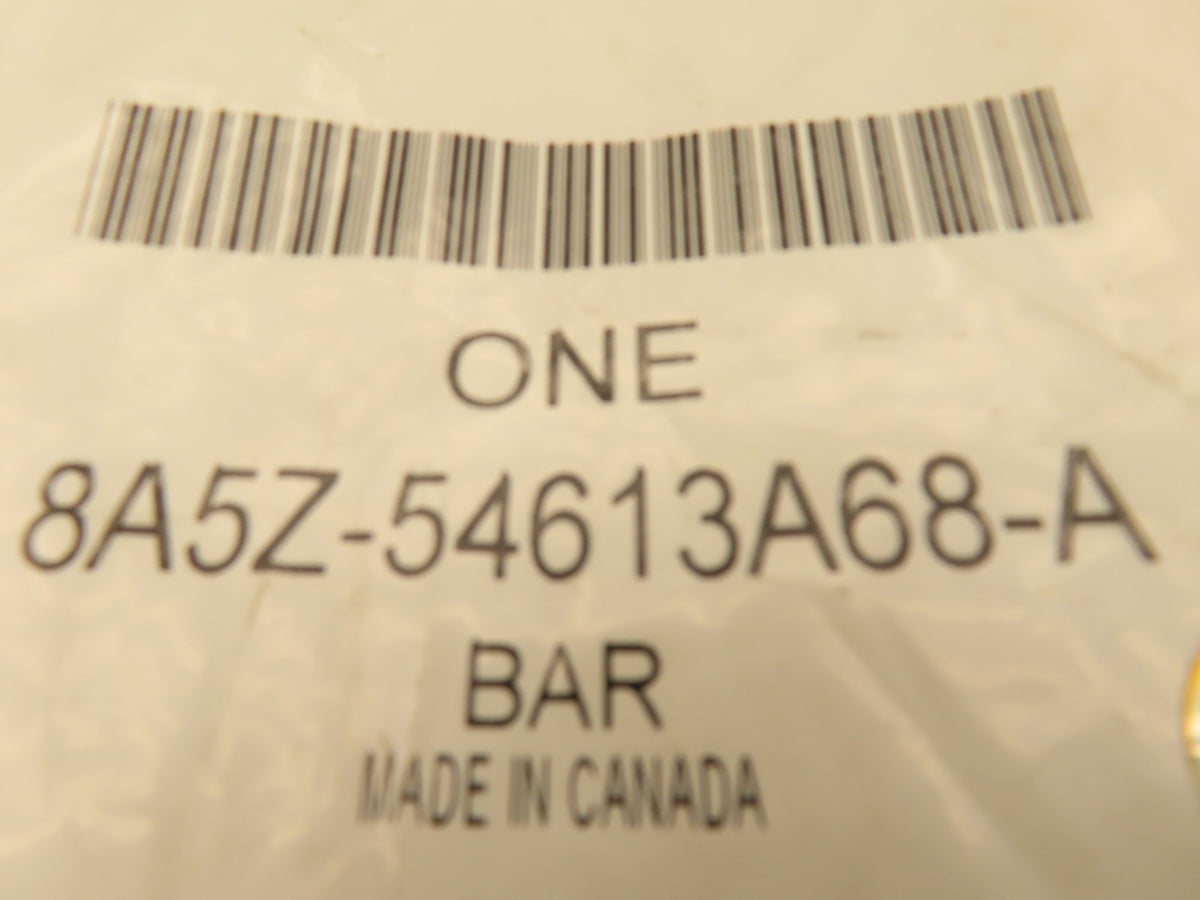 ONE
8A5Z-54613A68-A
BAR
MADE IN CANADA